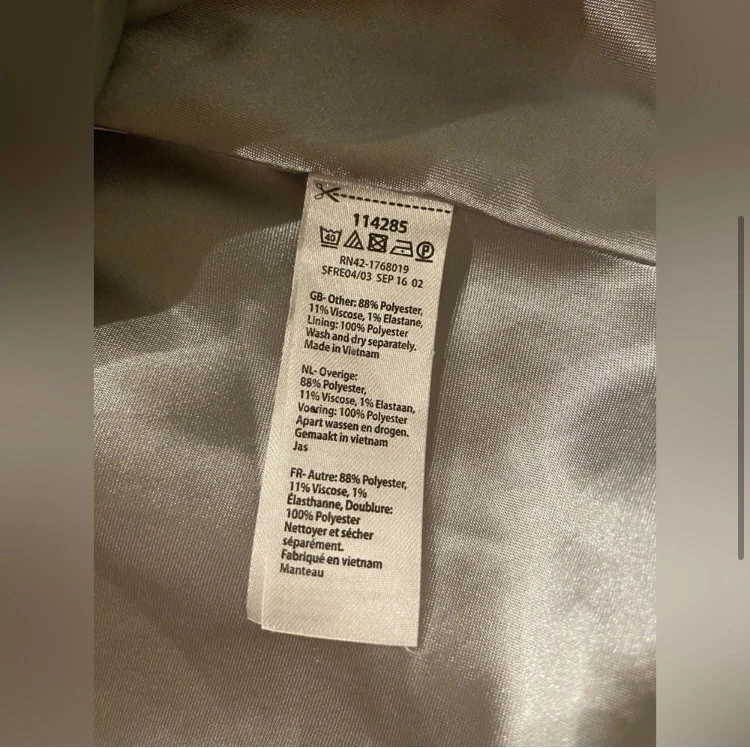 114285
40 P
RN42-1768019
SFRE04/03 SEP 16 02
GB- Other: 88% Polyester,
11% Viscose, 1% Elastane,
Lining: 100% Polyester
Wash and dry separately.
Made in Vietnam
NL- Overige:
88% Polyester,
11% Viscose, 1% Elastaan,
Voering: 100% Polyester
Apart wassen en drogen.
Gemaakt in vietnam
Jas
FR- Autre: 88% Polyester,
11% Viscose, 1%
Élasthanne, Doublure:
100% Polyester
Nettoyer et sécher
séparément.
Fabriqué en vietnam
Manteau